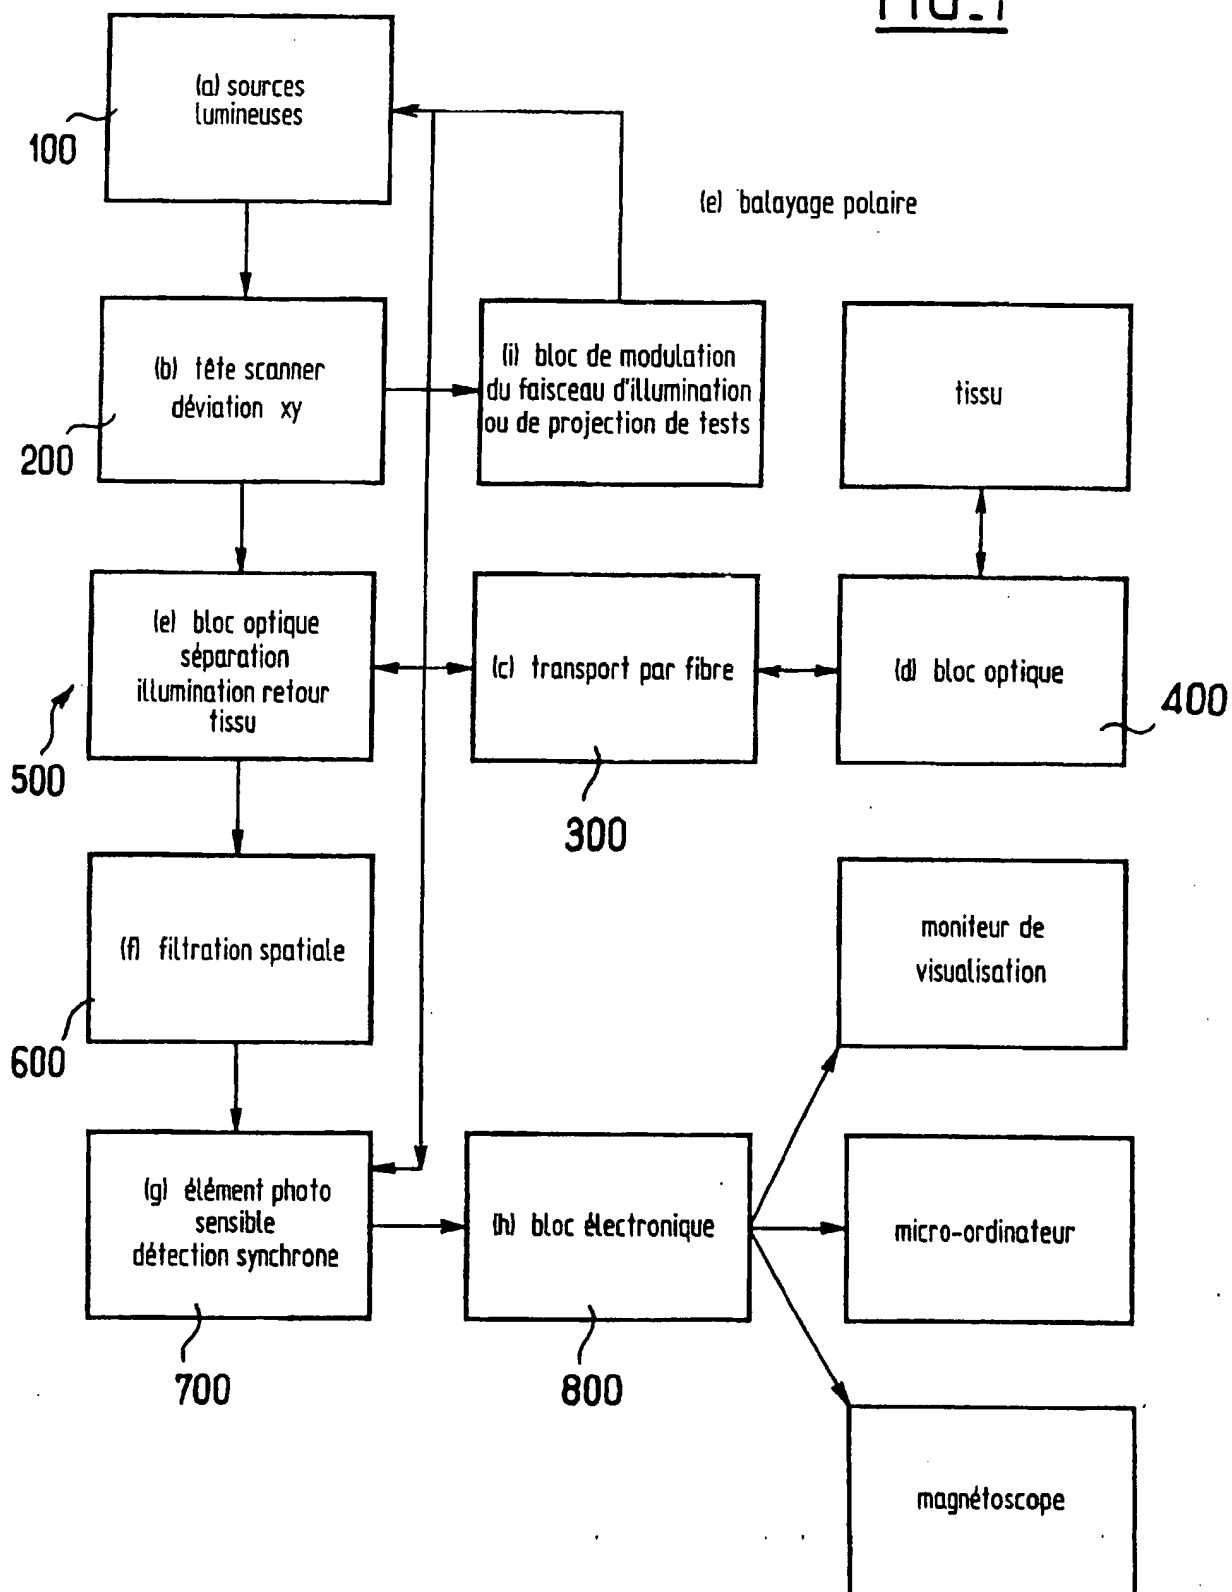 FIG_1
(a) sources
lumineuses
100
(e) balayage polaire
(b) tête scanner
déviation xy
200
(i) bloc de modulation
du faisceau d'illumination
ou de projection de tests
tissu
(e) bloc optique
séparation
illumination retour
tissu
500
(c) transport par fibre
300
(d) bloc optique
400
(f) filtration spatiale
600
moniteur de
visualisation
(g) élément photo
sensible
détection synchrone
700
(h) bloc électronique
800
micro-ordinateur
magnétoscope